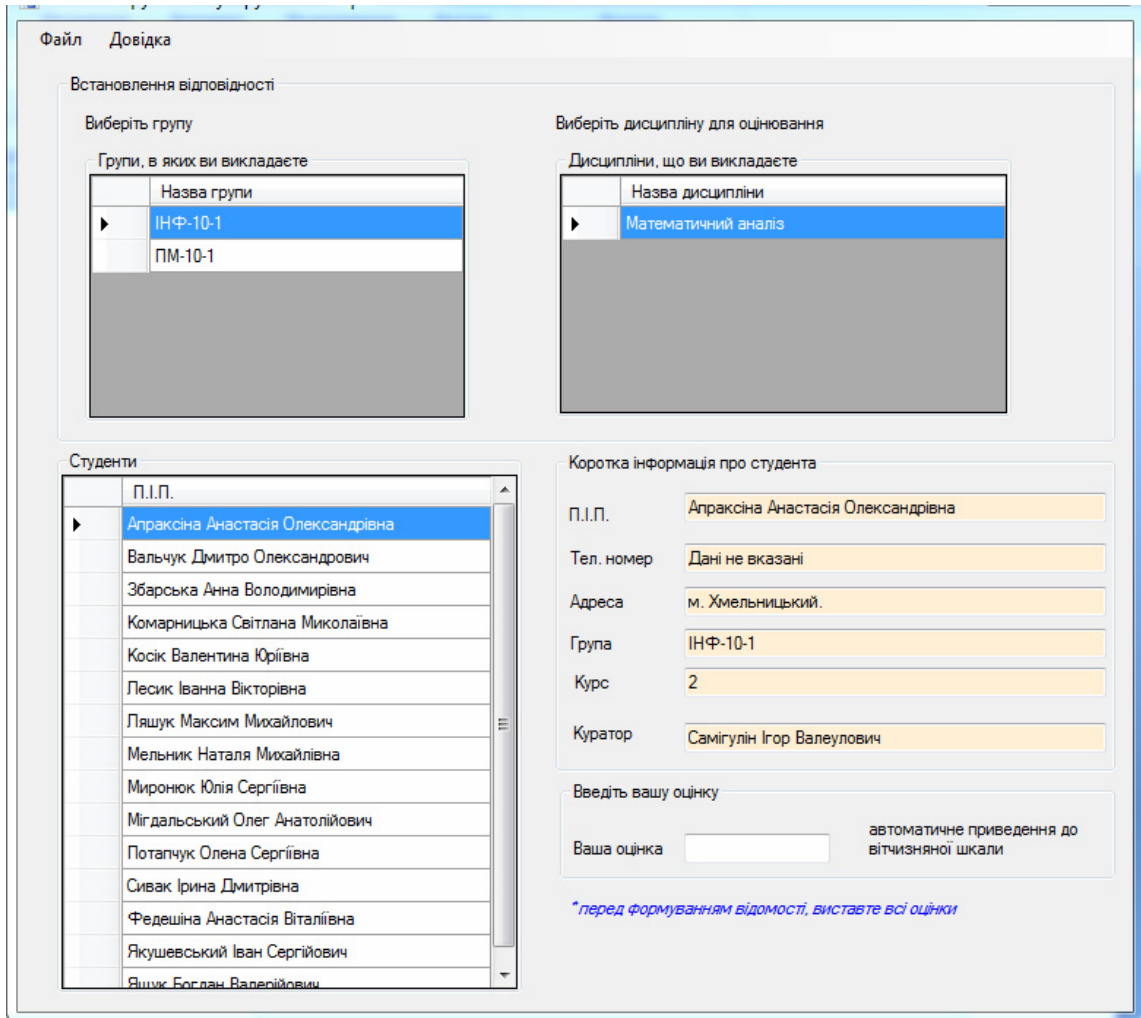 Файл Довідка
Встановлення відповідності
Виберіть групу
Групи, в яких ви викладаєте
Назва групи
ІНФ-10-1
ПМ-10-1
Виберіть дисципліну для оцінювання
Дисципліни, що ви викладаєте
Назва дисципліни
Математичний аналіз
Студенти
П.І.П.
Апраксіна Анастасія Олександрівна
Вальчук Дмитро Олександрович
Збарська Анна Володимирівна
Комарницька Світлана Миколаївна
Косік Валентина Юріївна
Лесик Іванна Вікторівна
Ляшук Максим Михайлович
Мельник Наталя Михайлівна
Миронюк Юлія Сергіївна
Мігдальський Олег Анатолійович
Потапчук Олена Сергіївна
Сивак Ірина Дмитрівна
Федешіна Анастасія Віталіївна
Якушевський Іван Сергійович
Богдан Валерійович
Коротка інформація про студента
П.І.П. Апраксіна Анастасія Олександрівна
Тел. номер Дані не вказані
Адреса м. Хмельницький.
Група ІНФ-10-1
Курс 2
Куратор Самігулін Ігор Валеулович
Введіть вашу оцінку
Ваша оцінка
автоматичне приведення до
вітчизняної шкали
*перед формуванням відомості, виставте всі оцінки